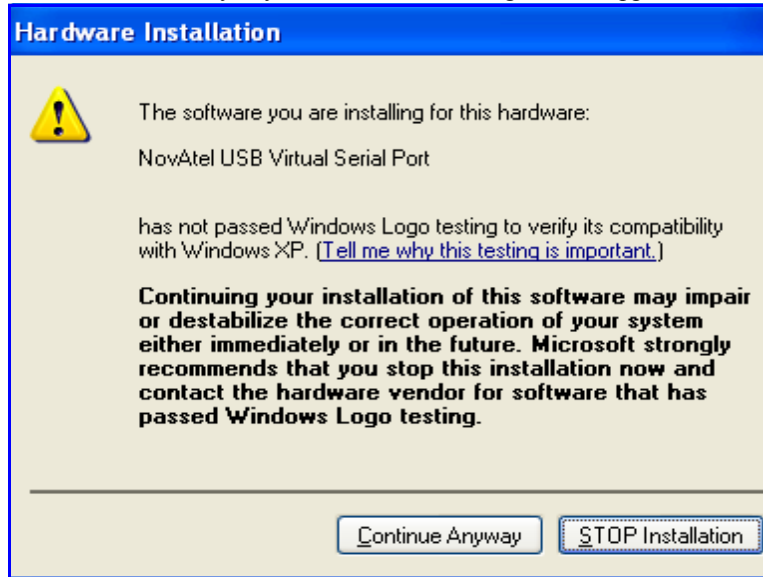 Hardware Installation
The software you are installing for this hardware:
NovAtel USB Virtual Serial Port
has not passed Windows Logo testing to verify its compatibility
with Windows XP. (Tell me why this testing is important.)
Continuing your installation of this software may impair
or destabilize the correct operation of your system
either immediately or in the future. Microsoft strongly
recommends that you stop this installation now and
contact the hardware vendor for software that has
passed Windows Logo testing.
Continue Anyway
STOP Installation